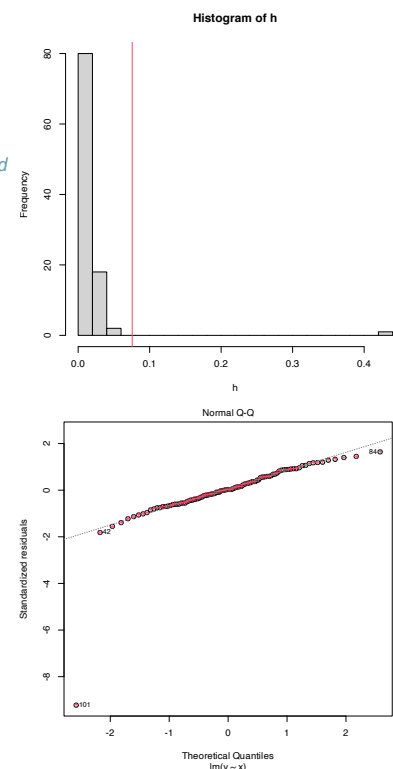 Histogram of h
d
Frequency
0 20 40 60 80
0.0 0.1 0.2 0.3 0.4
h
Normal Q-Q
Standardized residuals
2 0 -2 -4 -6 -8
84
42
101
-2 -1 0 1 2
Theoretical Quantiles
lm(y ~ x)